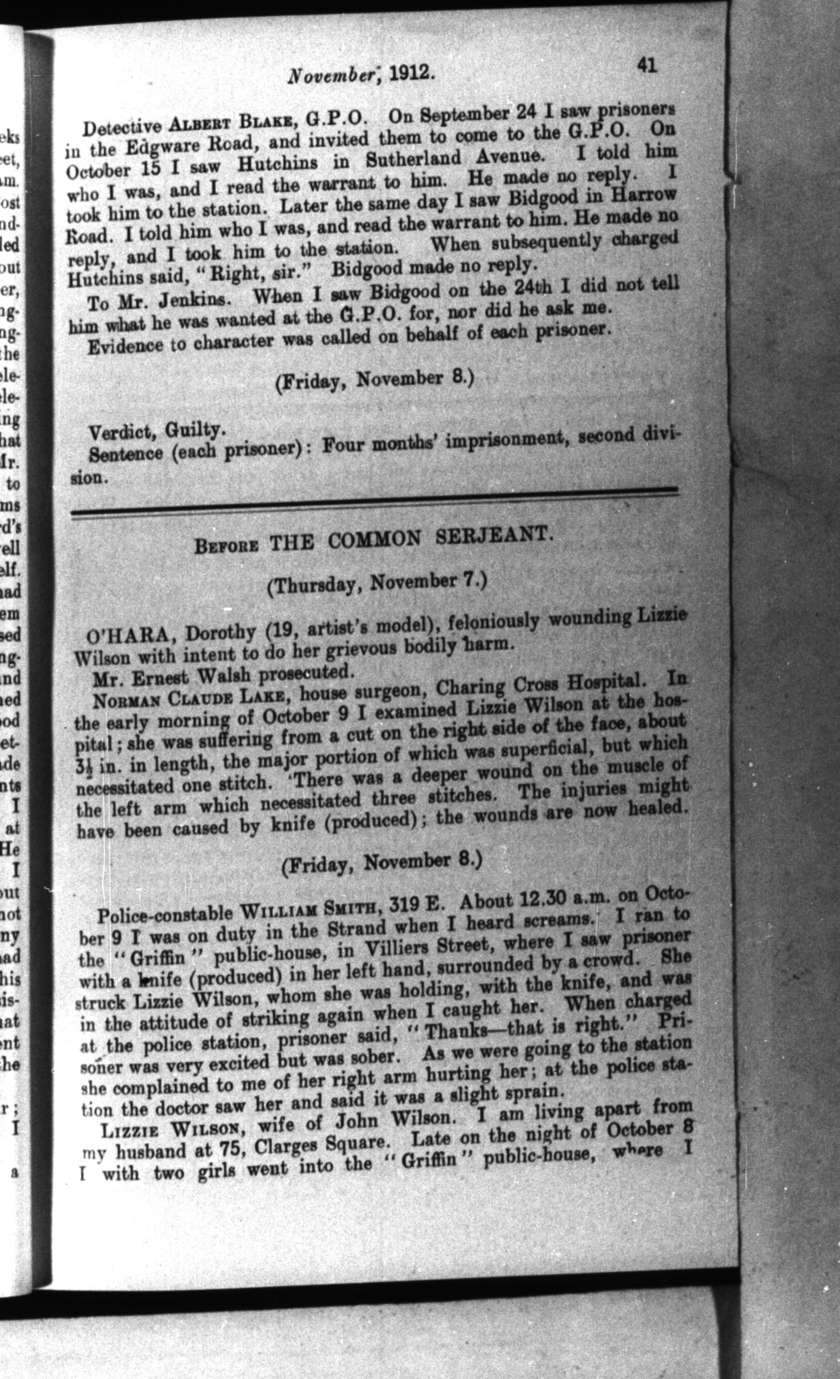 November, 1912.
41
Detective ALBERT BLAKE, G.P.O. On September 24 I saw prisoners
in the Edgware Road, and invited them to come to the G.P.O. On
October 15 I saw Hutchins in Sutherland Avenue. I told him
who I was, and I read the warrant to him. He made no reply. I
took him to the station. Later the same day I saw Bidgood in Harrow
Road. I told him who I was, and read the warrant to him. He made no
reply, and I took him to the station. When subsequently charged
Hutchins said, "Right, sir." Bidgood made no reply.
To Mr. Jenkins. When I saw Bidgood on the 24th I did not tell
him what he was wanted at the G.P.O. for, nor did he ask me.
Evidence to character was called on behalf of each prisoner.
(Friday, November 8.)
Verdict, Guilty.
Sentence (each prisoner): Four months' imprisonment, second divi-
sion.
BEFORE THE COMMON SERJEANT.
(Thursday, November 7.)
O'HARA, Dorothy (19, artist's model), feloniously wounding Lizzie
Wilson with intent to do her grievous bodily harm.
Mr. Ernest Walsh prosecuted.
NORMAN CLAUDE LAKE, house surgeon, Charing Cross Hospital. In
the early morning of October 9 I examined Lizzie Wilson at the hos-
pital; she was suffering from a cut on the right side of the face, about
3½ in. in length, the major portion of which was superficial, but which
necessitated one stitch. There was a deeper wound on the muscle of
the left arm which necessitated three stitches. The injuries might
have been caused by knife (produced); the wounds are now healed.
(Friday, November 8.)
Police-constable WILLIAM SMITH, 319 E. About 12.30 a.m. on Octo-
ber 9 I was on duty in the Strand when I heard screams. I ran to
the "Griffin" public-house, in Villiers Street, where I saw prisoner
with a knife (produced) in her left hand, surrounded by a crowd. She
struck Lizzie Wilson, whom she was holding, with the knife, and was
in the attitude of striking again when I caught her. When charged
at the police station, prisoner said, "Thanks—that is right." Pri-
soner was very excited but was sober. As we were going to the station
she complained to me of her right arm hurting her; at the police sta-
tion the doctor saw her and said it was a slight sprain.
LIZZIE WILSON, wife of John Wilson. I am living apart from
my husband at 75, Clarges Square. Late on the night of October 8
I with two girls went into the "Griffin" public-house, where I